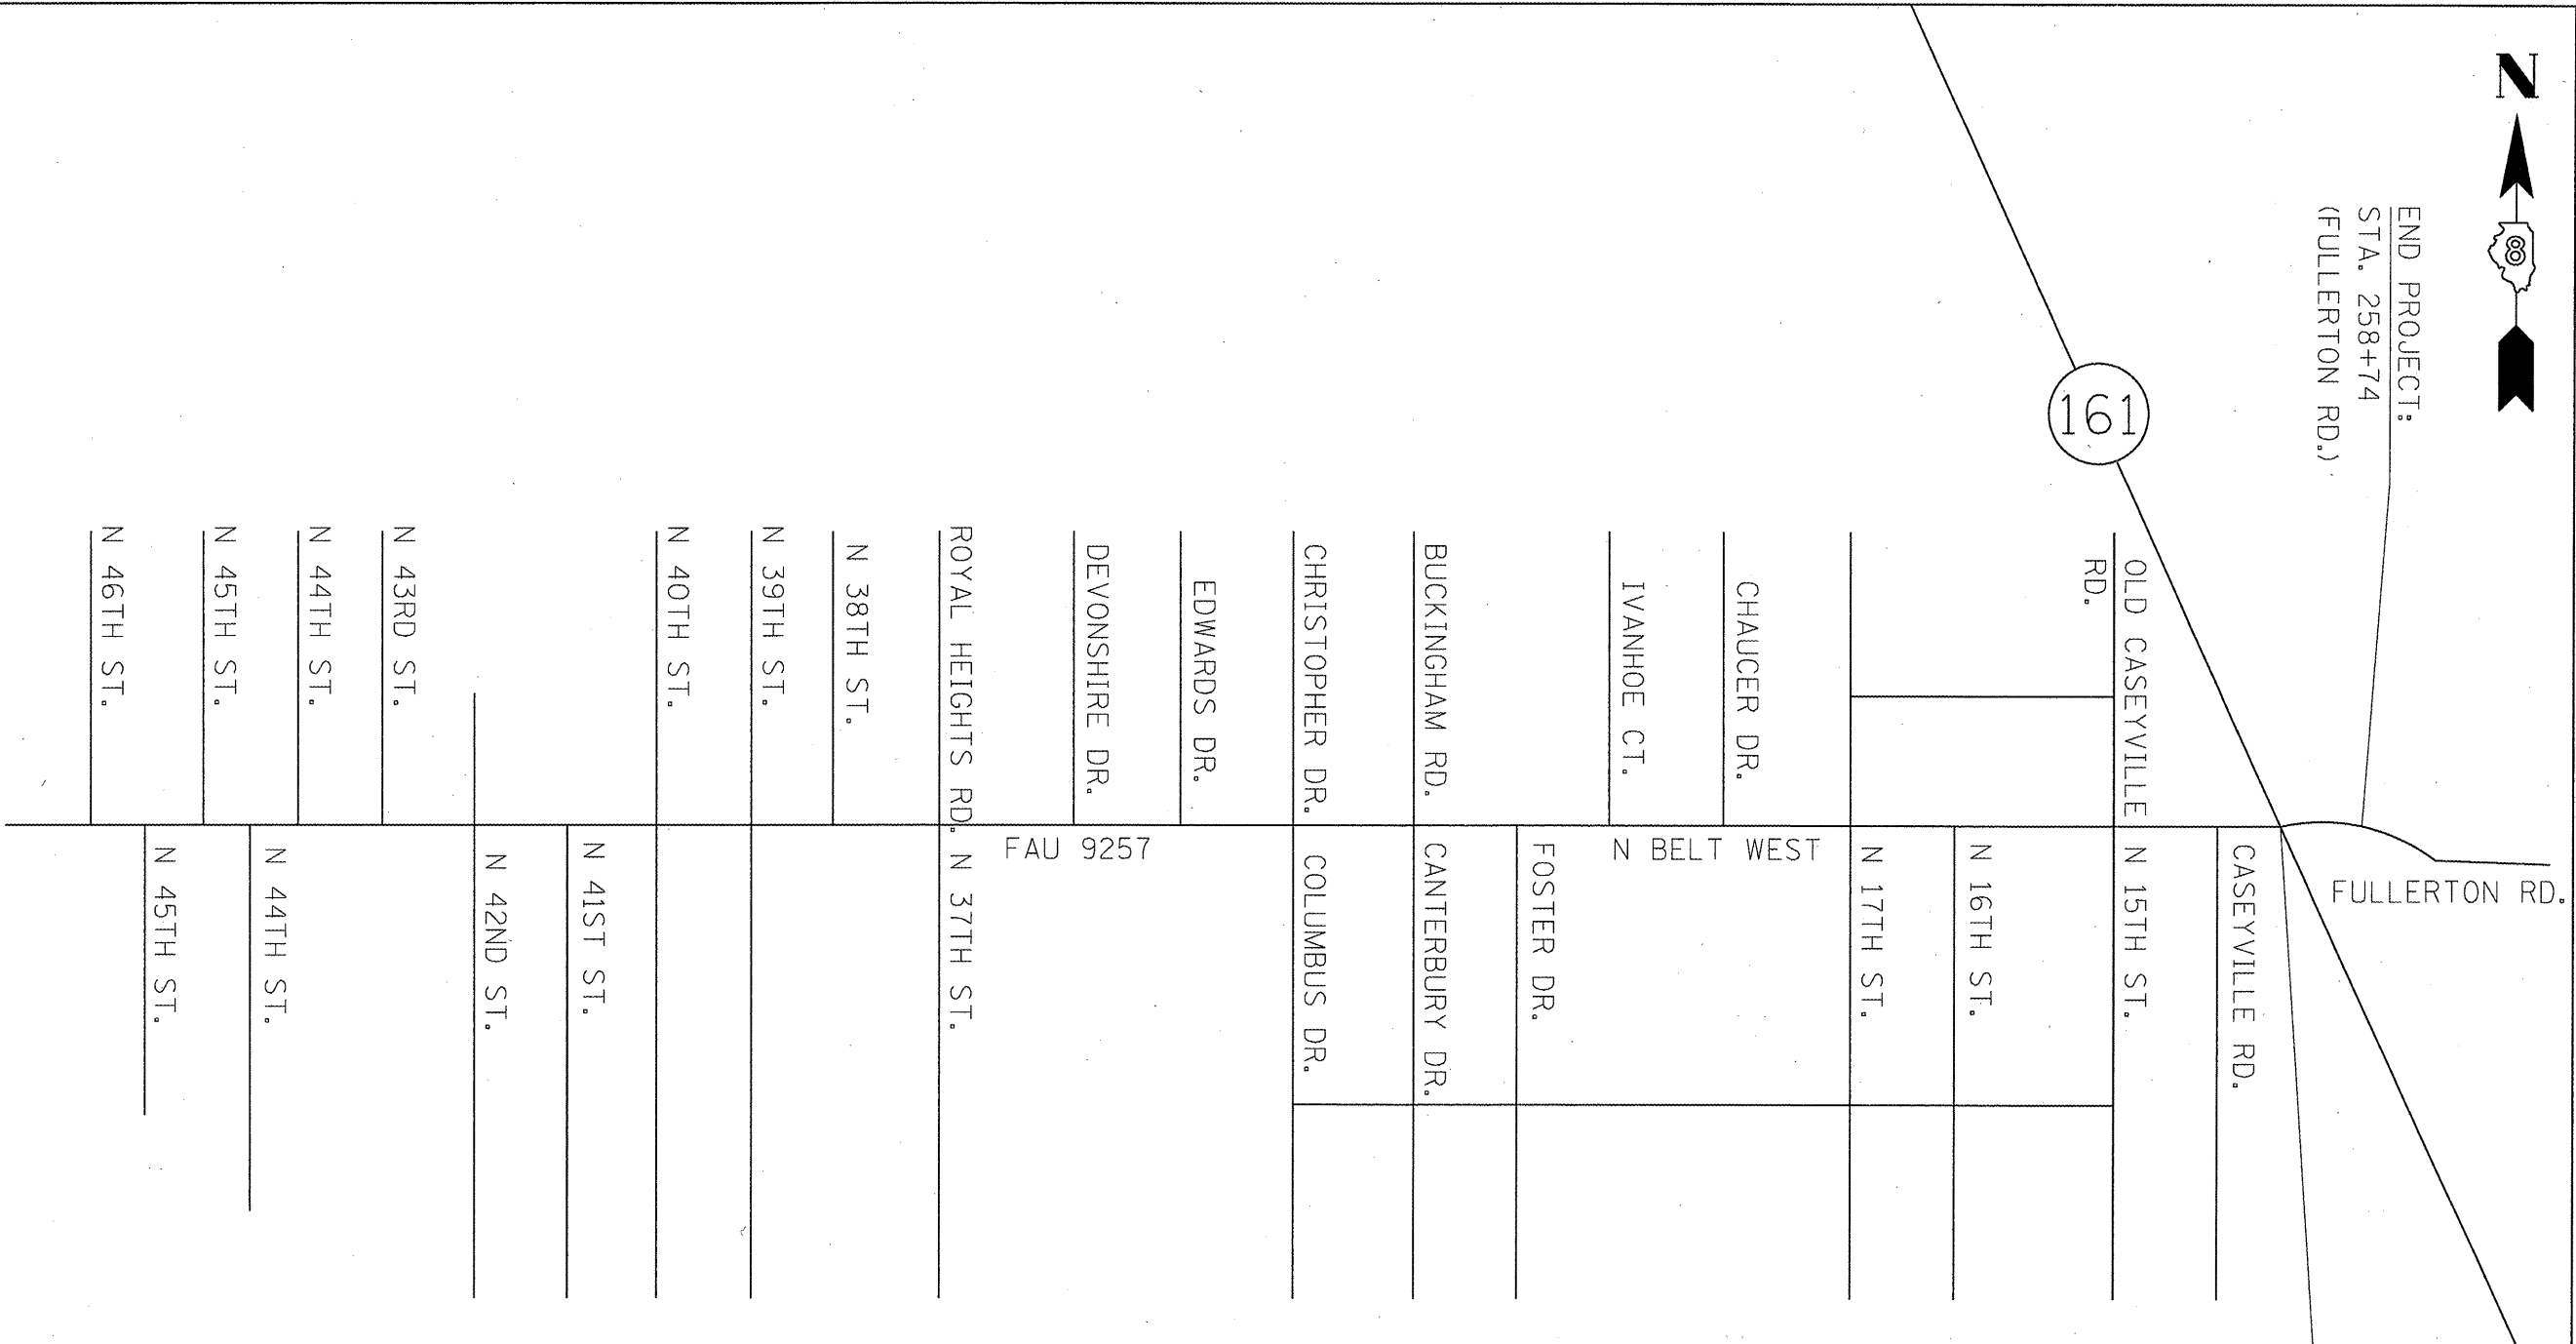 N
8
END PROJECT:
STA. 258+74
(FULLERTON RD.)
161
N 46TH ST.
N 45TH ST.
N 44TH ST.
N 43RD ST.
N 40TH ST.
N 39TH ST.
N 38TH ST.
ROYAL HEIGHTS RD.
DEVONSHIRE DR.
EDWARDS DR.
CHRISTOPHER DR.
BUCKINGHAM RD.
IVANHOE CT.
CHAUCER DR.
OLD CASEYVILLE
RD.
FAU 9257
N BELT WEST
FULLERTON RD.
N 45TH ST.
N 44TH ST.
N 42ND ST.
N 41ST ST.
N 37TH ST.
COLUMBUS DR.
CANTERBURY DR.
FOSTER DR.
N 17TH ST.
N 16TH ST.
N 15TH ST.
CASEYVILLE RD.